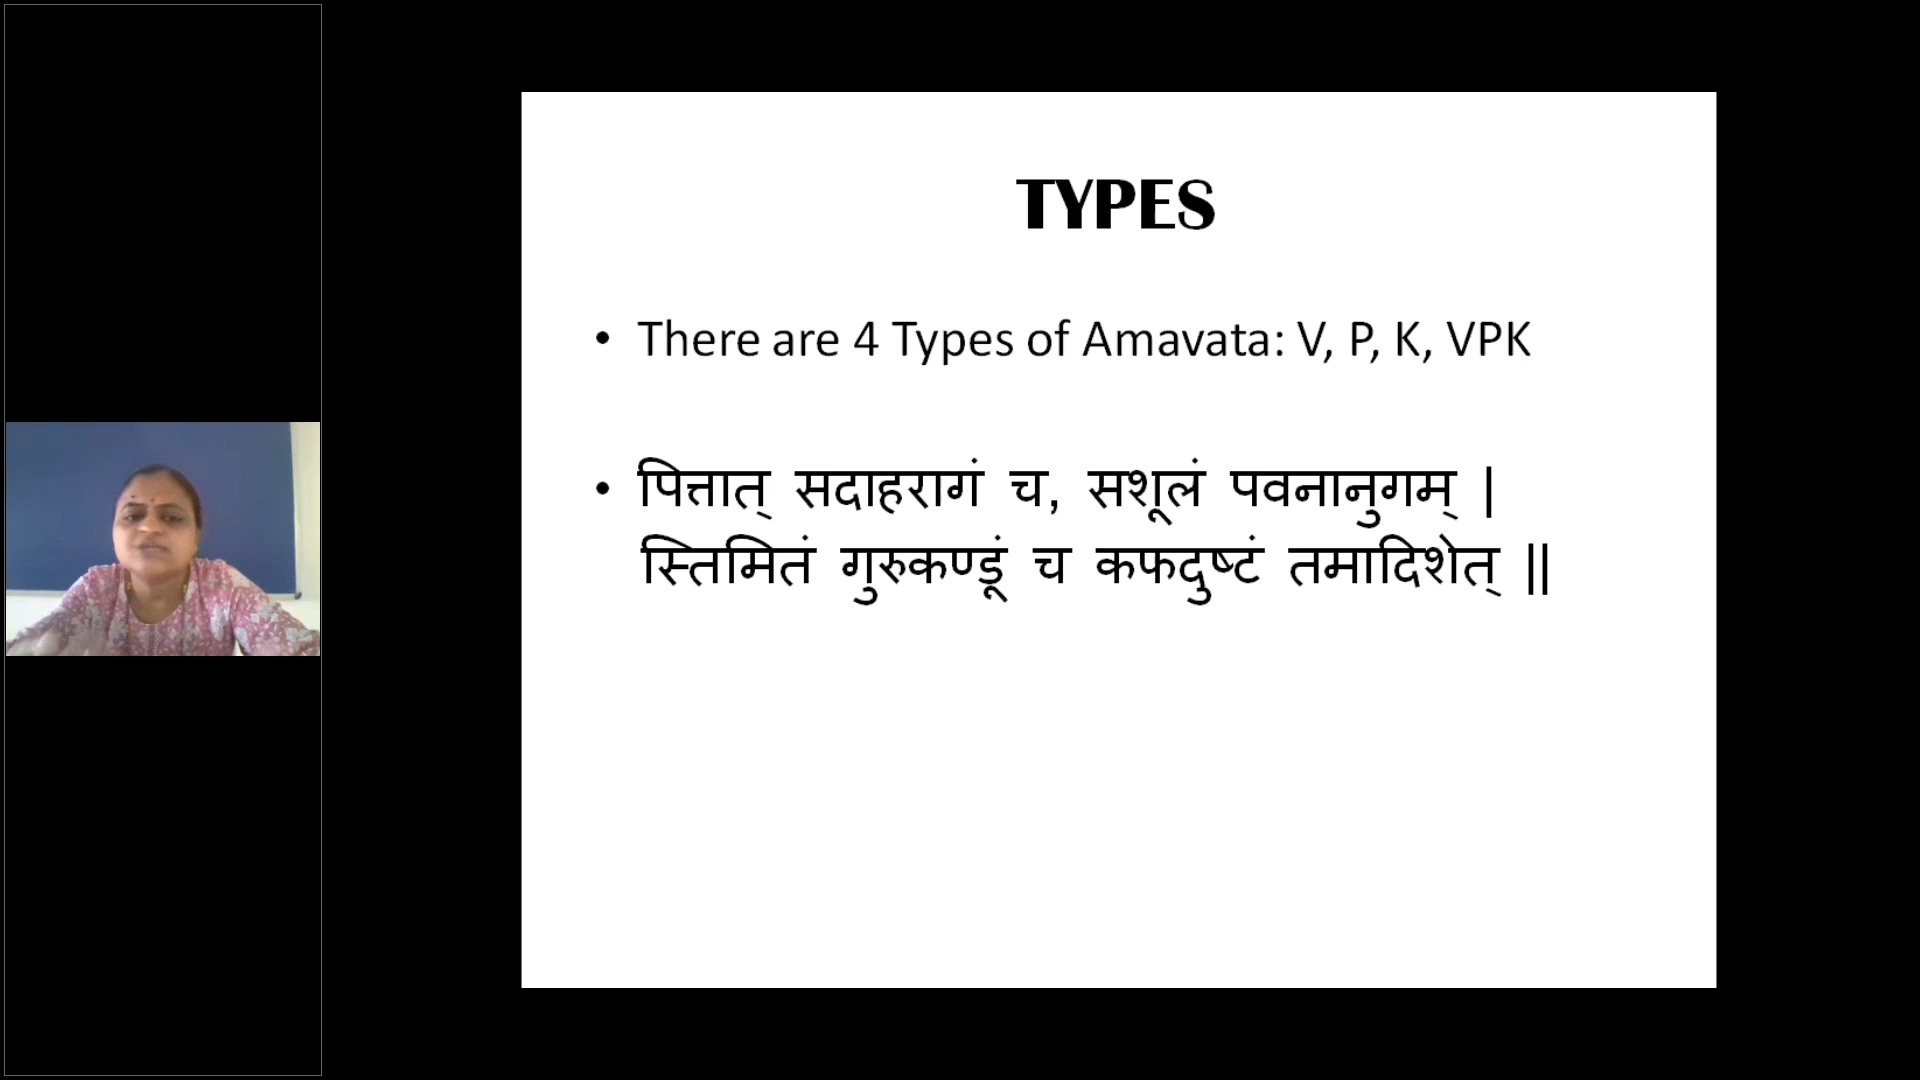 TYPES
• There are 4 Types of Amavata: V, P, K, VPK
• पित्तात् सदाहरागं च, सशूलं पवनानुगम् |
स्तिमितं गुरुकण्डूं च कफदुष्टं तमादिशेत् ||